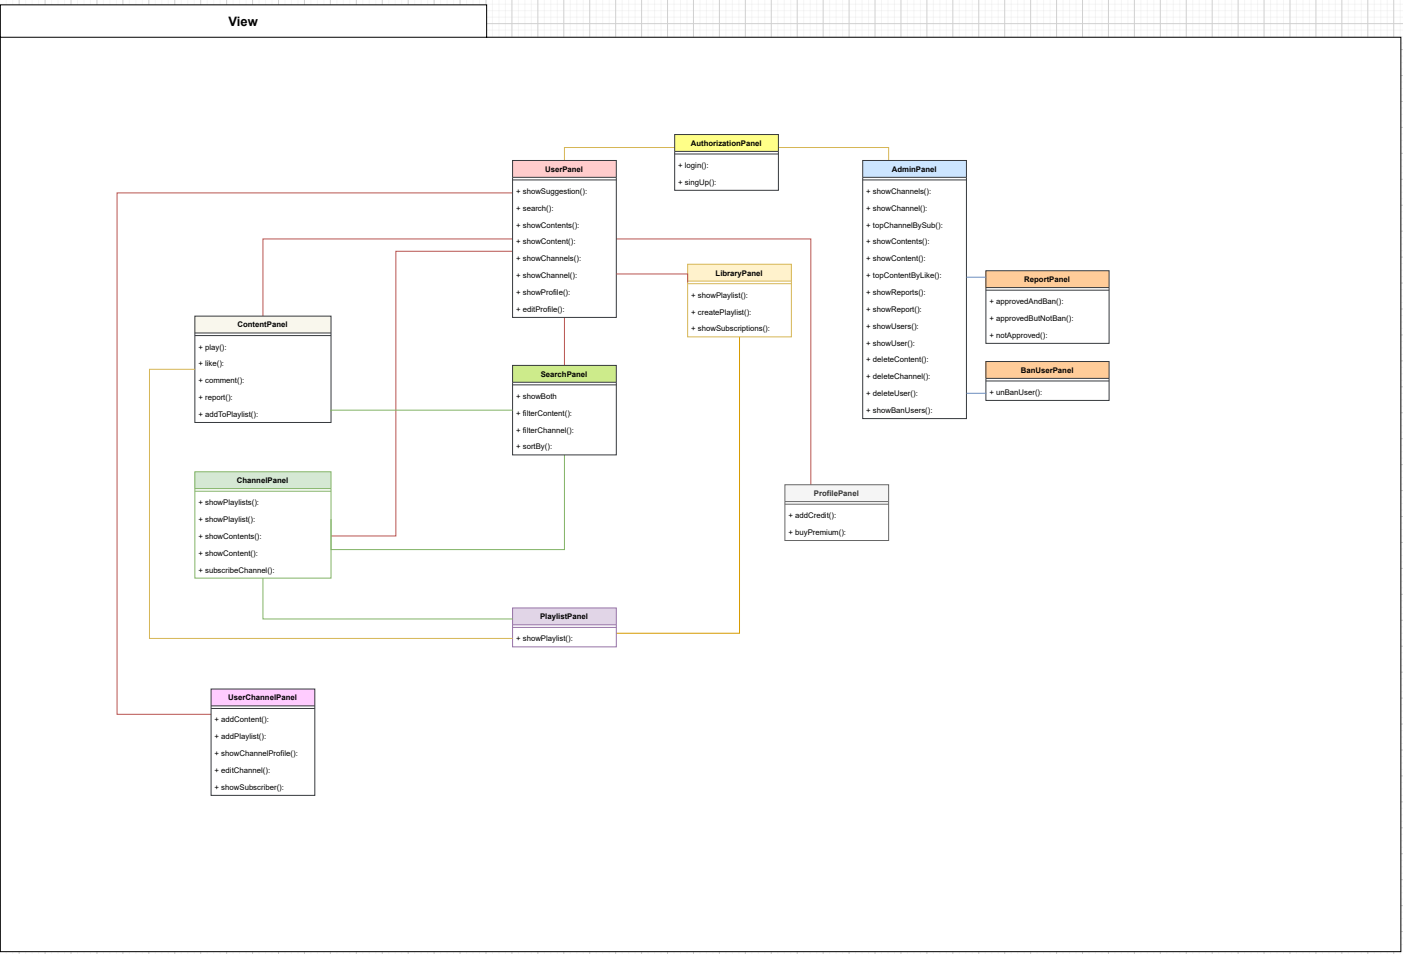 View
AuthorizationPanel
+ login():
+ singUp():
UserPanel
+ showSuggestion():
+ search():
+ showContents():
+ showContent():
+ showChannels():
+ showChannel():
+ showProfile():
+ editProfile():
AdminPanel
+ showChannels():
+ showChannel():
+ topChannelBySub():
+ showContents():
+ showContent():
+ topContentByLike():
+ showReports():
+ showReport():
+ showUsers():
+ showUser():
+ deleteContent():
+ deleteChannel():
+ deleteUser():
+ showBanUsers():
LibraryPanel
+ showPlaylist():
+ createPlaylist():
+ showSubscriptions():
ReportPanel
+ approvedAndBan():
+ approvedButNotBan():
+ notApproved():
BanUserPanel
+ unBanUser():
ContentPanel
+ play():
+ like():
+ comment():
+ report():
+ addToPlaylist():
SearchPanel
+ showBoth
+ filterContent():
+ filterChannel():
+ sortBy():
ChannelPanel
+ showPlaylists():
+ showPlaylist():
+ showContents():
+ showContent():
+ subscribeChannel():
ProfilePanel
+ addCredit():
+ buyPremium():
PlaylistPanel
+ showPlaylist():
UserChannelPanel
+ addContent():
+ addPlaylist():
+ showChannelProfile():
+ editChannel():
+ showSubscriber():